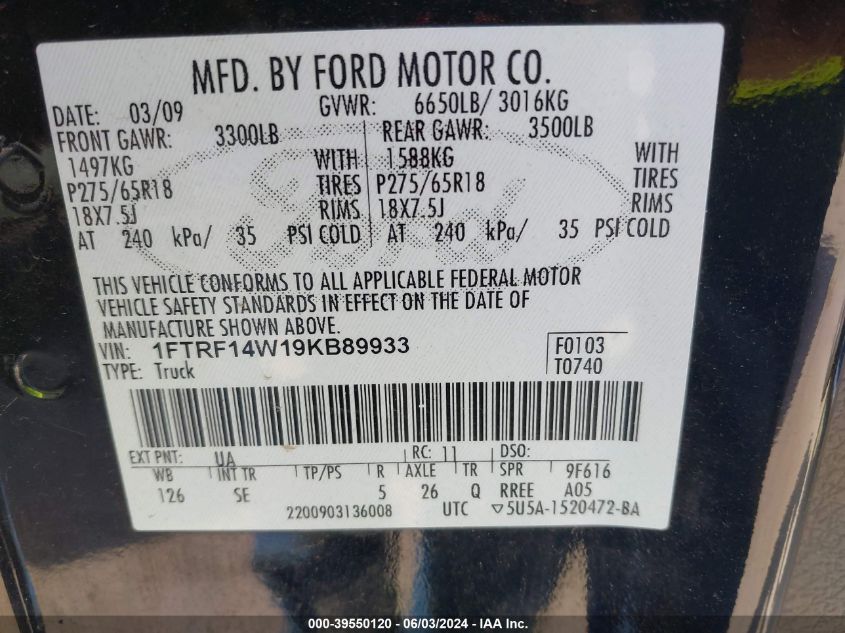 MFD. BY FORD MOTOR CO.
DATE: 03/09 GVWR: 6650LB/ 3016KG
FRONT GAWR: 3300LB REAR GAWR: 3500LB
1497KG WITH 1588KG WITH
P275/65R18 TIRES P275/65R18 TIRES
18X7.5J RIMS 18X7.5J RIMS
AT 240 kPa/ 35 PSI COLD AT 240 kPa/ 35 PSI COLD
THIS VEHICLE CONFORMS TO ALL APPLICABLE FEDERAL MOTOR
VEHICLE SAFETY STANDARDS IN EFFECT ON THE DATE OF
MANUFACTURE SHOWN ABOVE.
VIN: 1FTRF14W19KB89933 F0103
TYPE: Truck T0740
EXT PNT: UA RC: 11 DSO:
WB INT TR TP/PS R AXLE TR SPR 9F616
126 SE 5 26 Q RREE A05
2200903136008 UTC ▽5U5A-1520472-BA
Ford
000-39550120 - 06/03/2024 - IAA Inc.